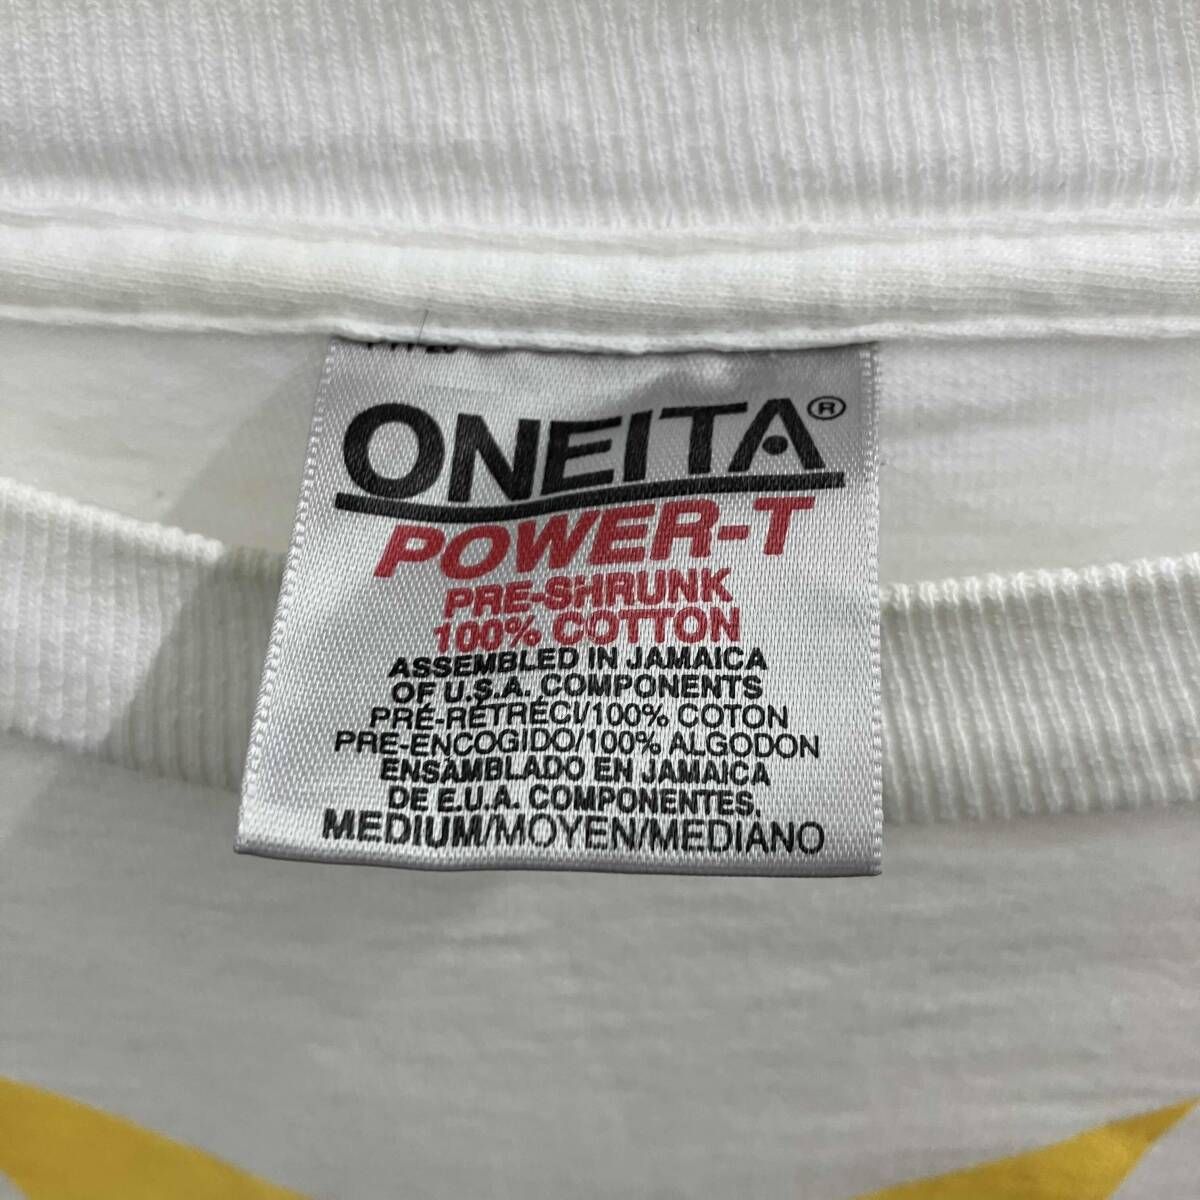 ONEITA®
POWER-T
PRE-SHRUNK
100% COTTON
ASSEMBLED IN JAMAICA
OF U.S.A. COMPONENTS
PRÉ-RÉTRÉCI/100% COTON
PRE-ENCOGIDO/100% ALGODON
ENSAMBLADO EN JAMAICA
DE E.U.A. COMPONENTES.
MEDIUM/MOYEN/MEDIANO